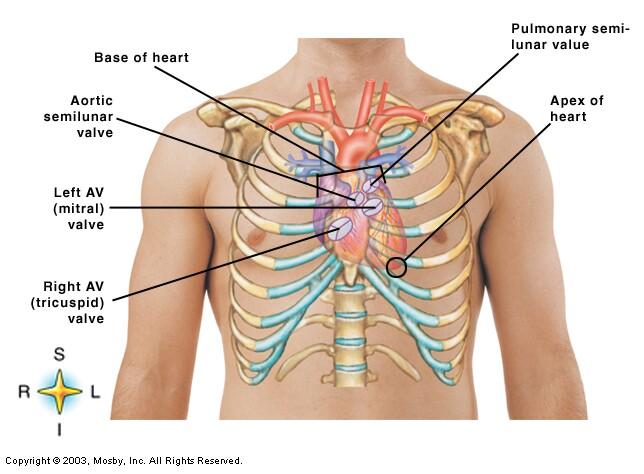 Pulmonary semi-
lunar value
Base of heart
Aortic
semilunar
valve
Apex of
heart
Left AV
(mitral)
valve
Right AV
(tricuspid)
valve
S
R L
I
Copyright © 2003, Mosby, Inc. All Rights Reserved.